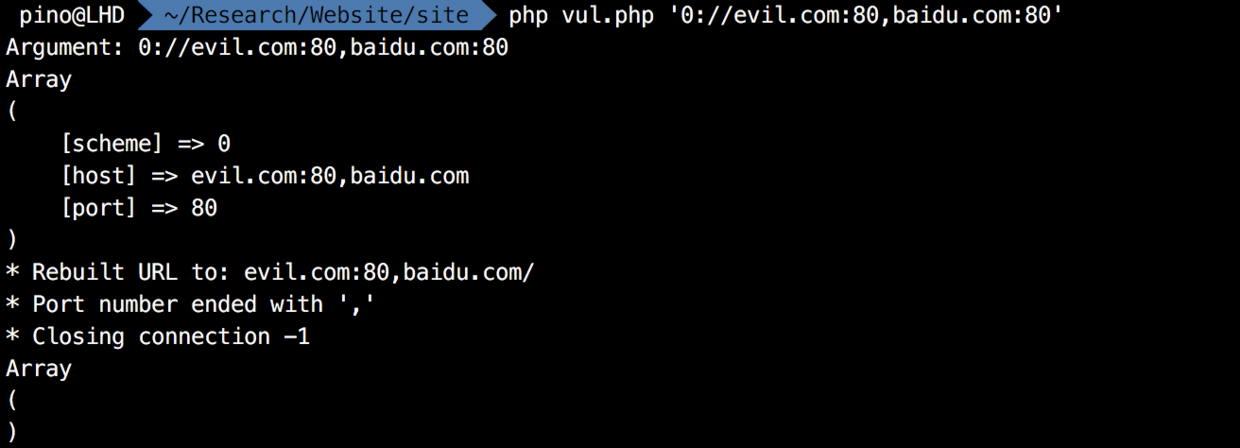 pino@LHD ~/Research/Website/site php vul.php '0://evil.com:80,baidu.com:80'
Argument: 0://evil.com:80,baidu.com:80
Array
(
    [scheme] => 0
    [host] => evil.com:80,baidu.com
    [port] => 80
)
* Rebuilt URL to: evil.com:80,baidu.com/
* Port number ended with ','
* Closing connection -1
Array
(
)